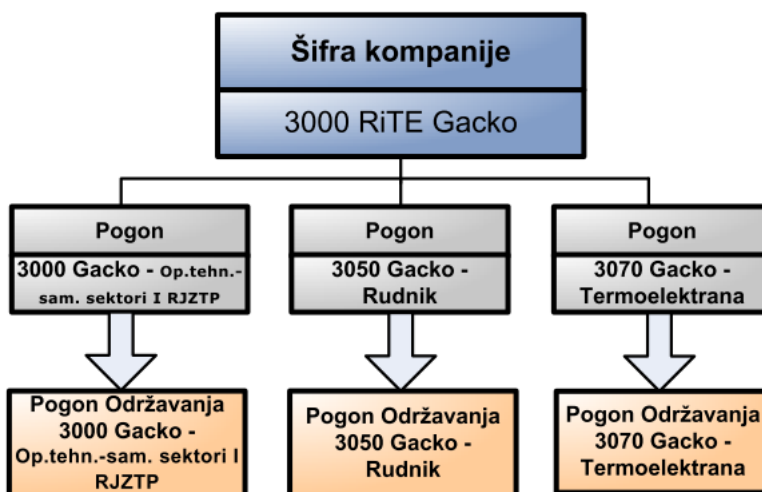 Šifra kompanije
3000 RiTE Gacko
Pogon
3000 Gacko - Op.tehn.-
sam. sektori I RJZTP
Pogon
3050 Gacko -
Rudnik
Pogon
3070 Gacko -
Termoelektrana
Pogon Održavanja
3000 Gacko -
Op.tehn.-sam. sektori I
RJZTP
Pogon Održavanja
3050 Gacko -
Rudnik
Pogon Održavanja
3070 Gacko -
Termoelektrana